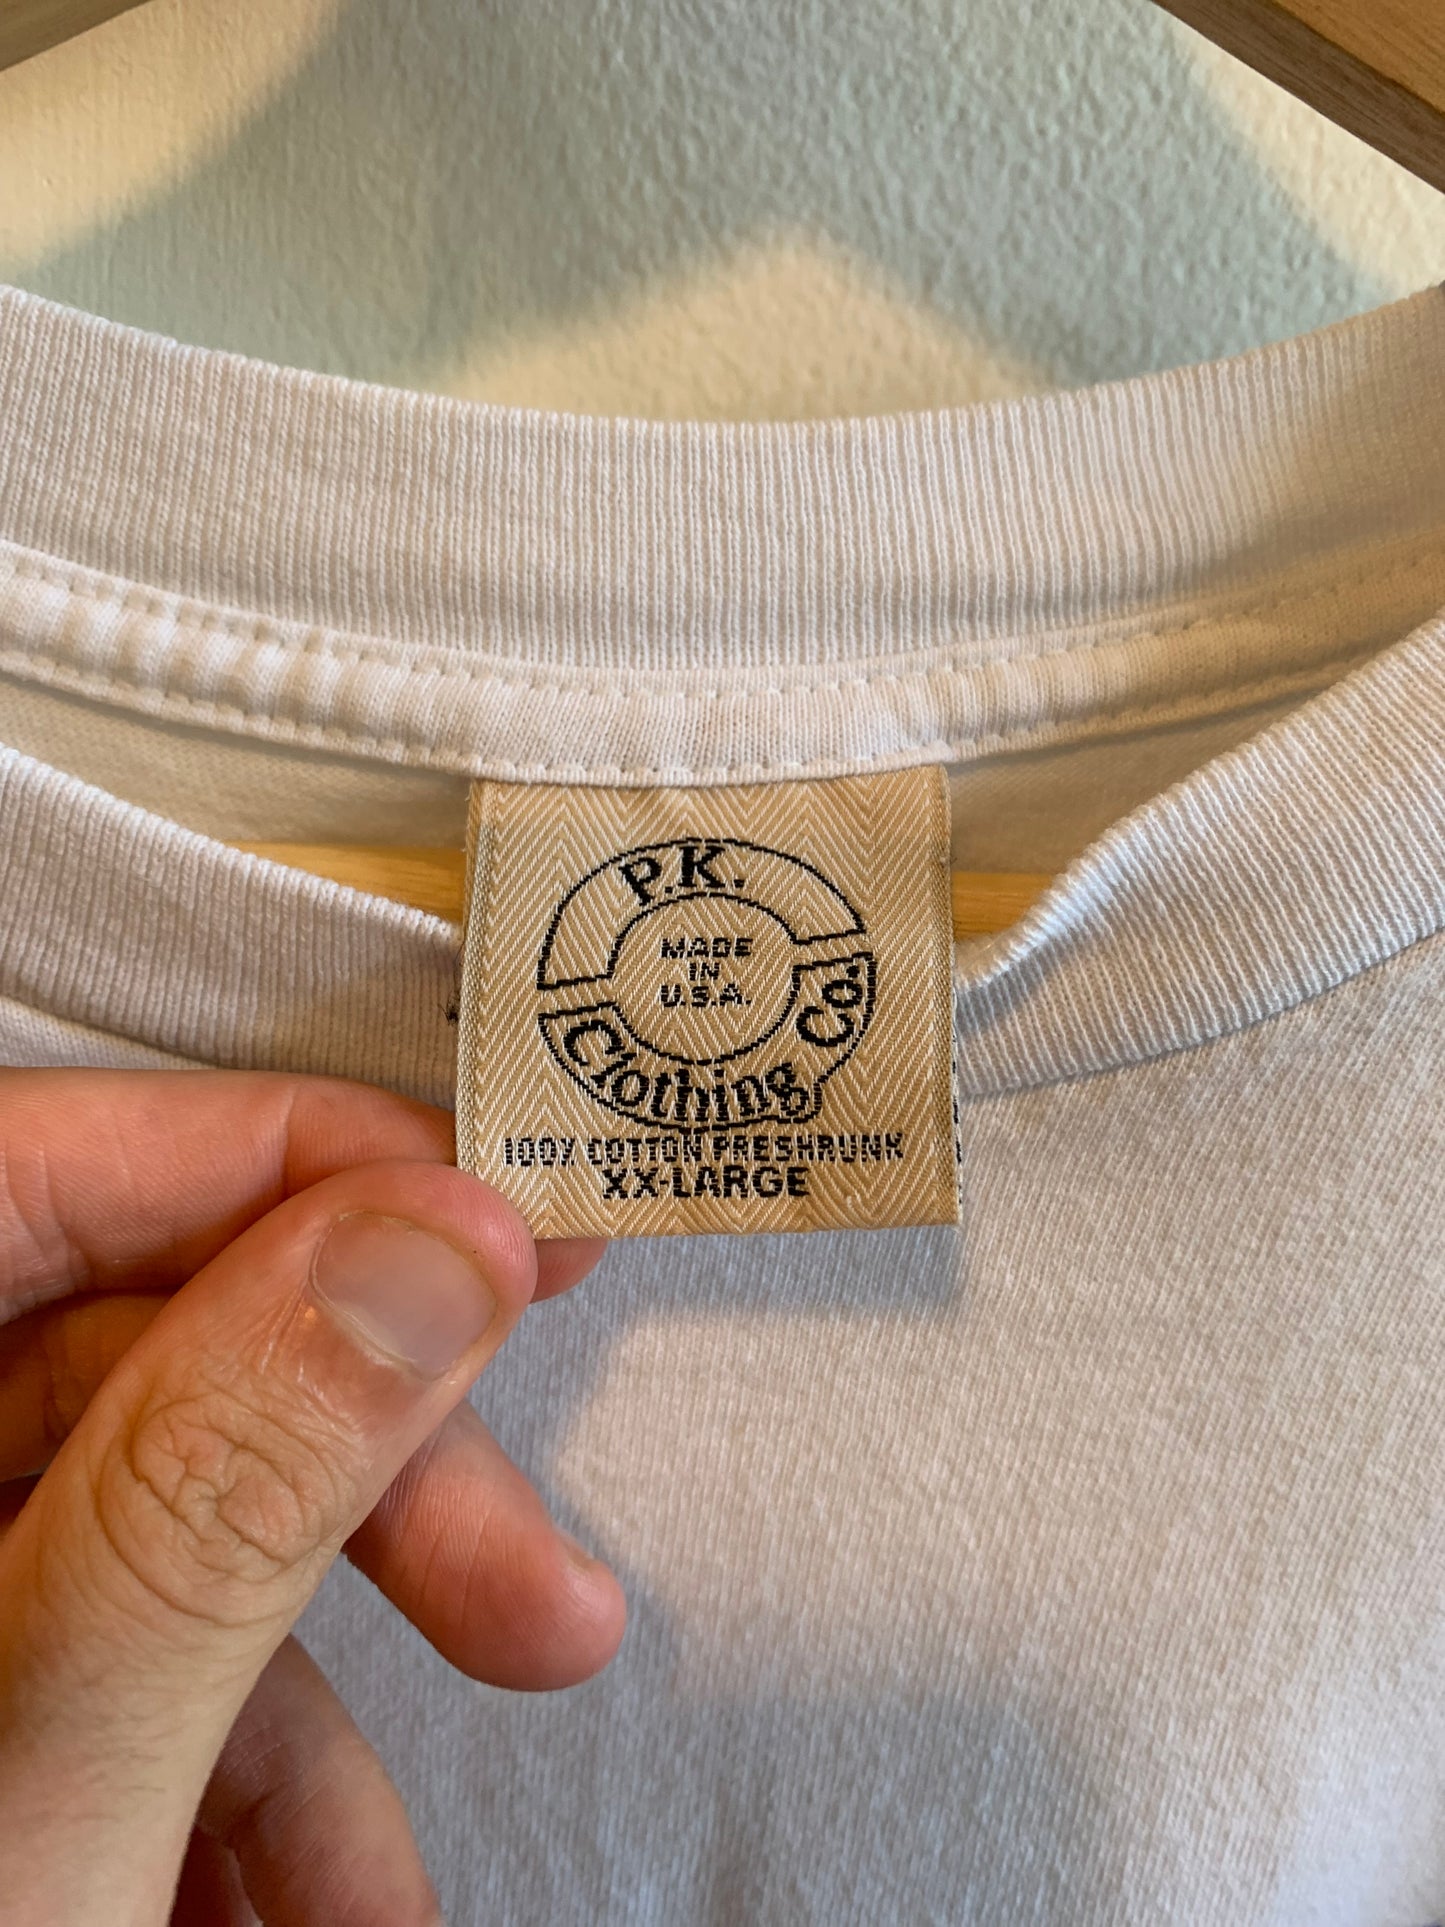 P.K.
MADE
IN
U.S.A.
Clothing Co.
100% COTTON PRESHRUNK
XX-LARGE